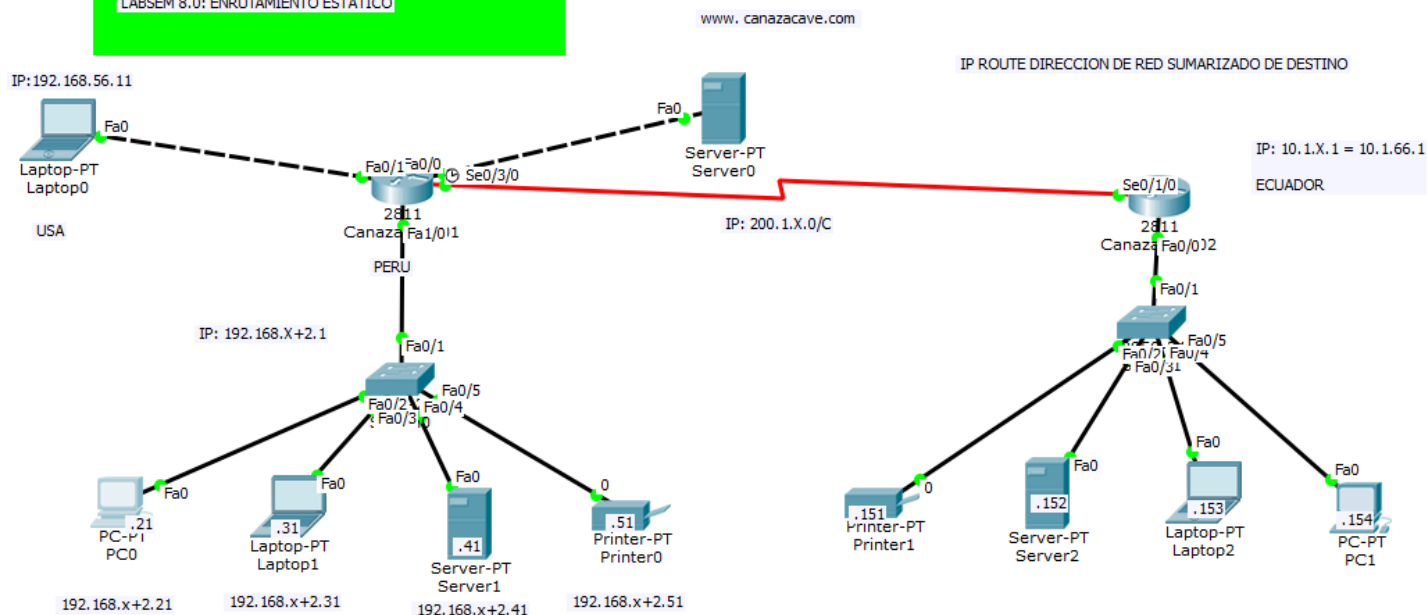 LABSEM 8.0: ENRUTAMIENTO ESTATICO
www. canazacave.com
IP ROUTE DIRECCION DE RED SUMARIZADO DE DESTINO
IP:192.168.56.11
Fa0
Laptop-PT
Laptop0
USA
Fa0
Server-PT
Server0
Fa0/1
Fa0/0
Se0/3/0
2811
Canaza
Fa1/0
PERU
IP: 200.1.X.0/C
IP: 10.1.X.1 = 10.1.66.1
ECUADOR
Se0/1/0
2811
Canaz
Fa0/0
Fa0/1
Fa0/5
Fa0/2
Fa0/4
Fa0/3
IP: 192.168.X+2.1
Fa0/1
Fa0/5
Fa0/2
Fa0/4
Fa0/3
Fa0
.21
PC-PT
PC0
Fa0
.31
Laptop-PT
Laptop1
Fa0
.41
Server-PT
Server1
0
.51
Printer-PT
Printer0
0
.151
Printer-PT
Printer1
Fa0
.152
Server-PT
Server2
Fa0
.153
Laptop-PT
Laptop2
Fa0
.154
PC-PT
PC1
192.168.x+2.21
192.168.x+2.31
192.168.x+2.41
192.168.x+2.51